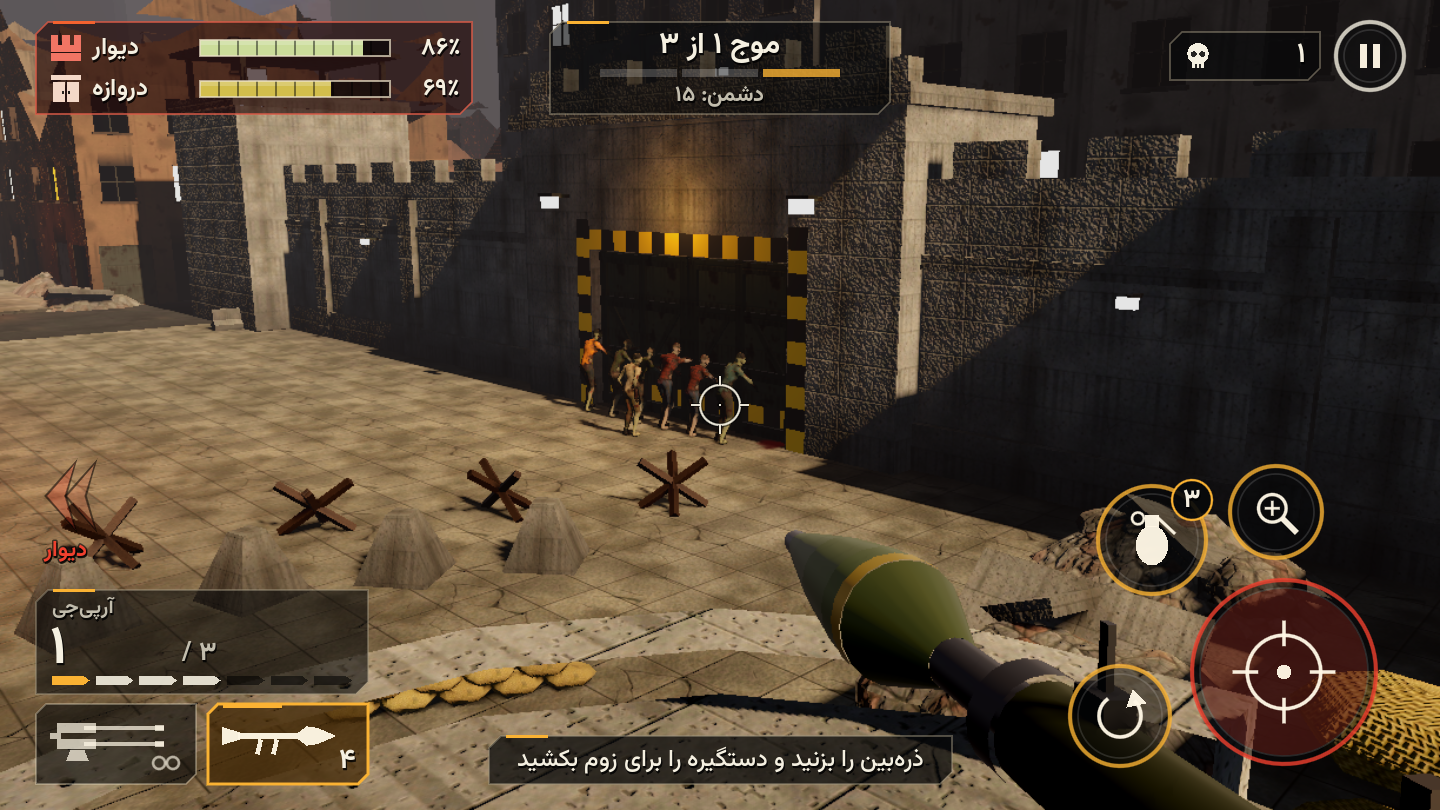 دیوار ۸۶٪
دروازه ۶۹٪
موج ۱ از ۳
دشمن: ۱۵
۱
۳
دیوار
آرپی‌جی
۱ / ۳
∞
۴
ذره‌بین را بزنید و دستگیره را برای زوم بکشید